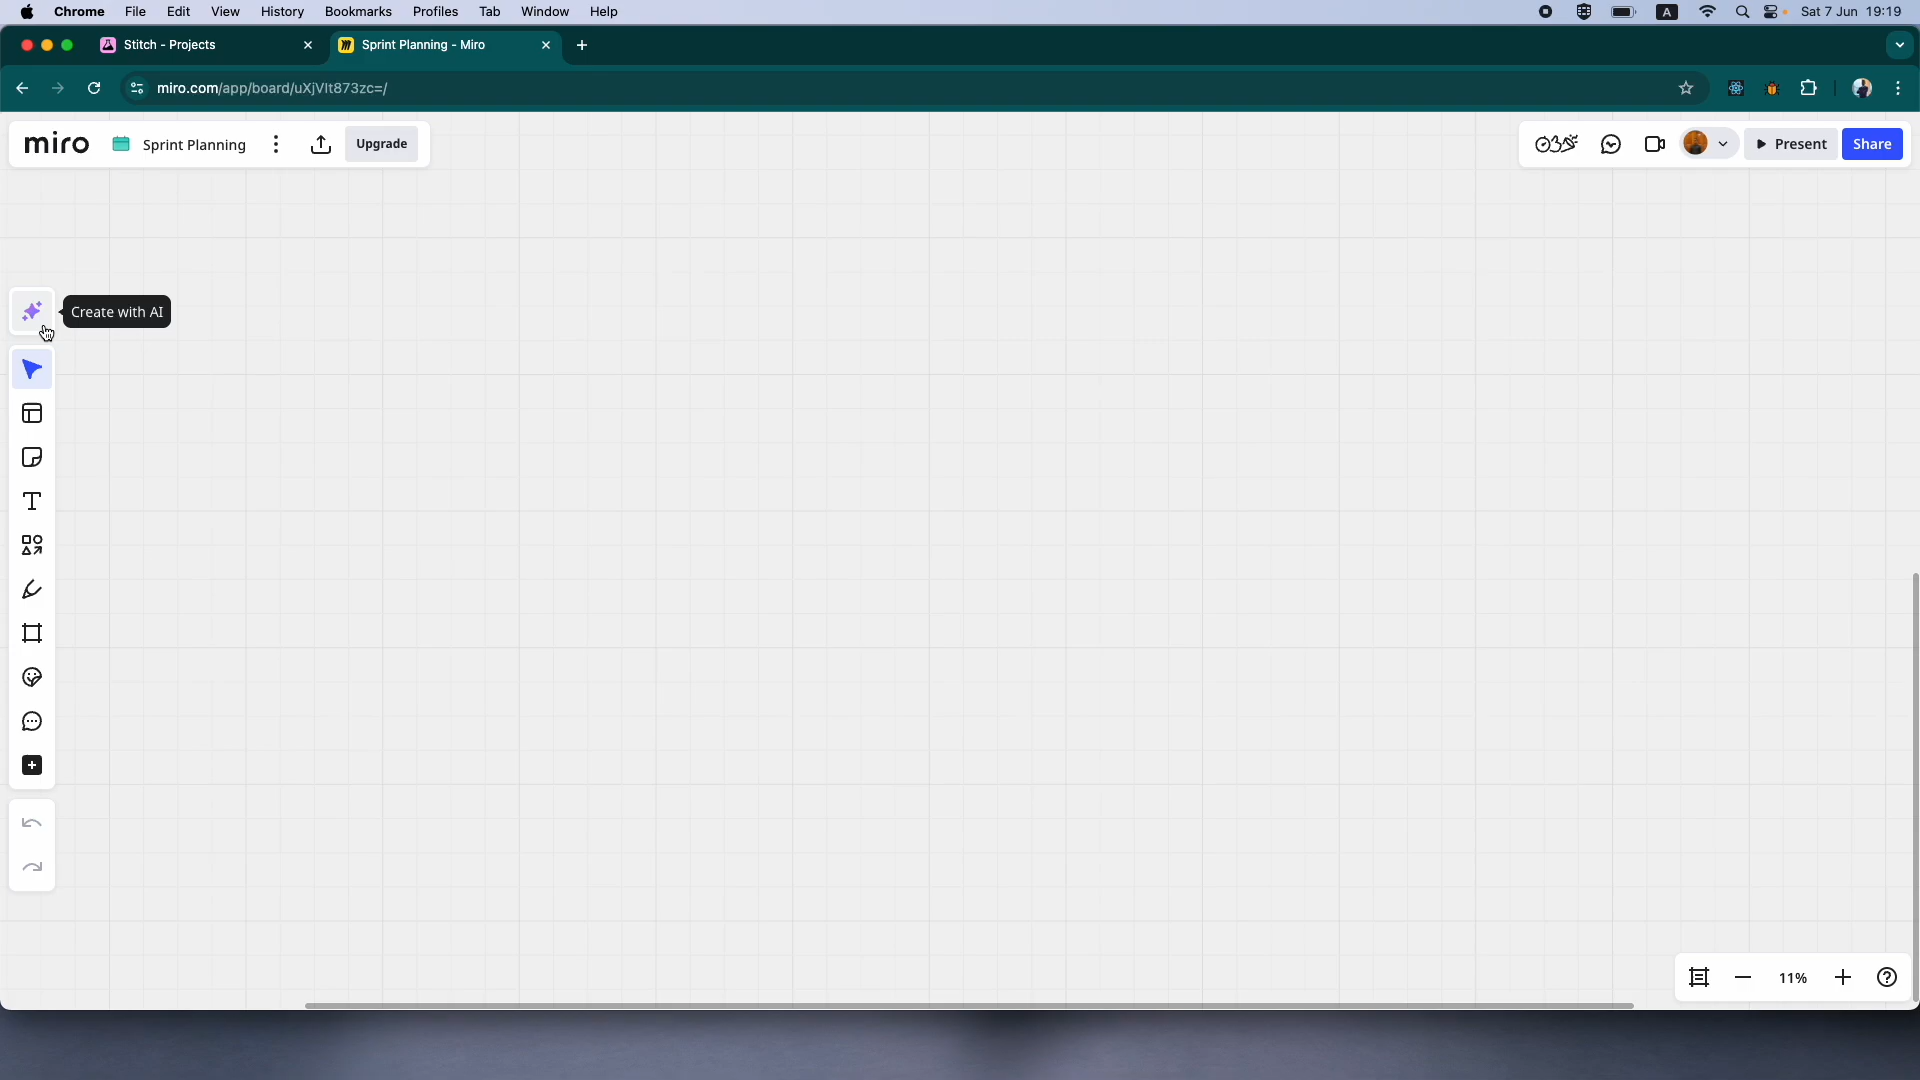 Chrome File Edit View History Bookmarks Profiles Tab Window Help A Sat 7 Jun 19:19
Stitch - Projects Sprint Planning - Miro
miro.com/app/board/uXjVIt873zc=/
miro Sprint Planning Upgrade Present Share
Create with AI
11%